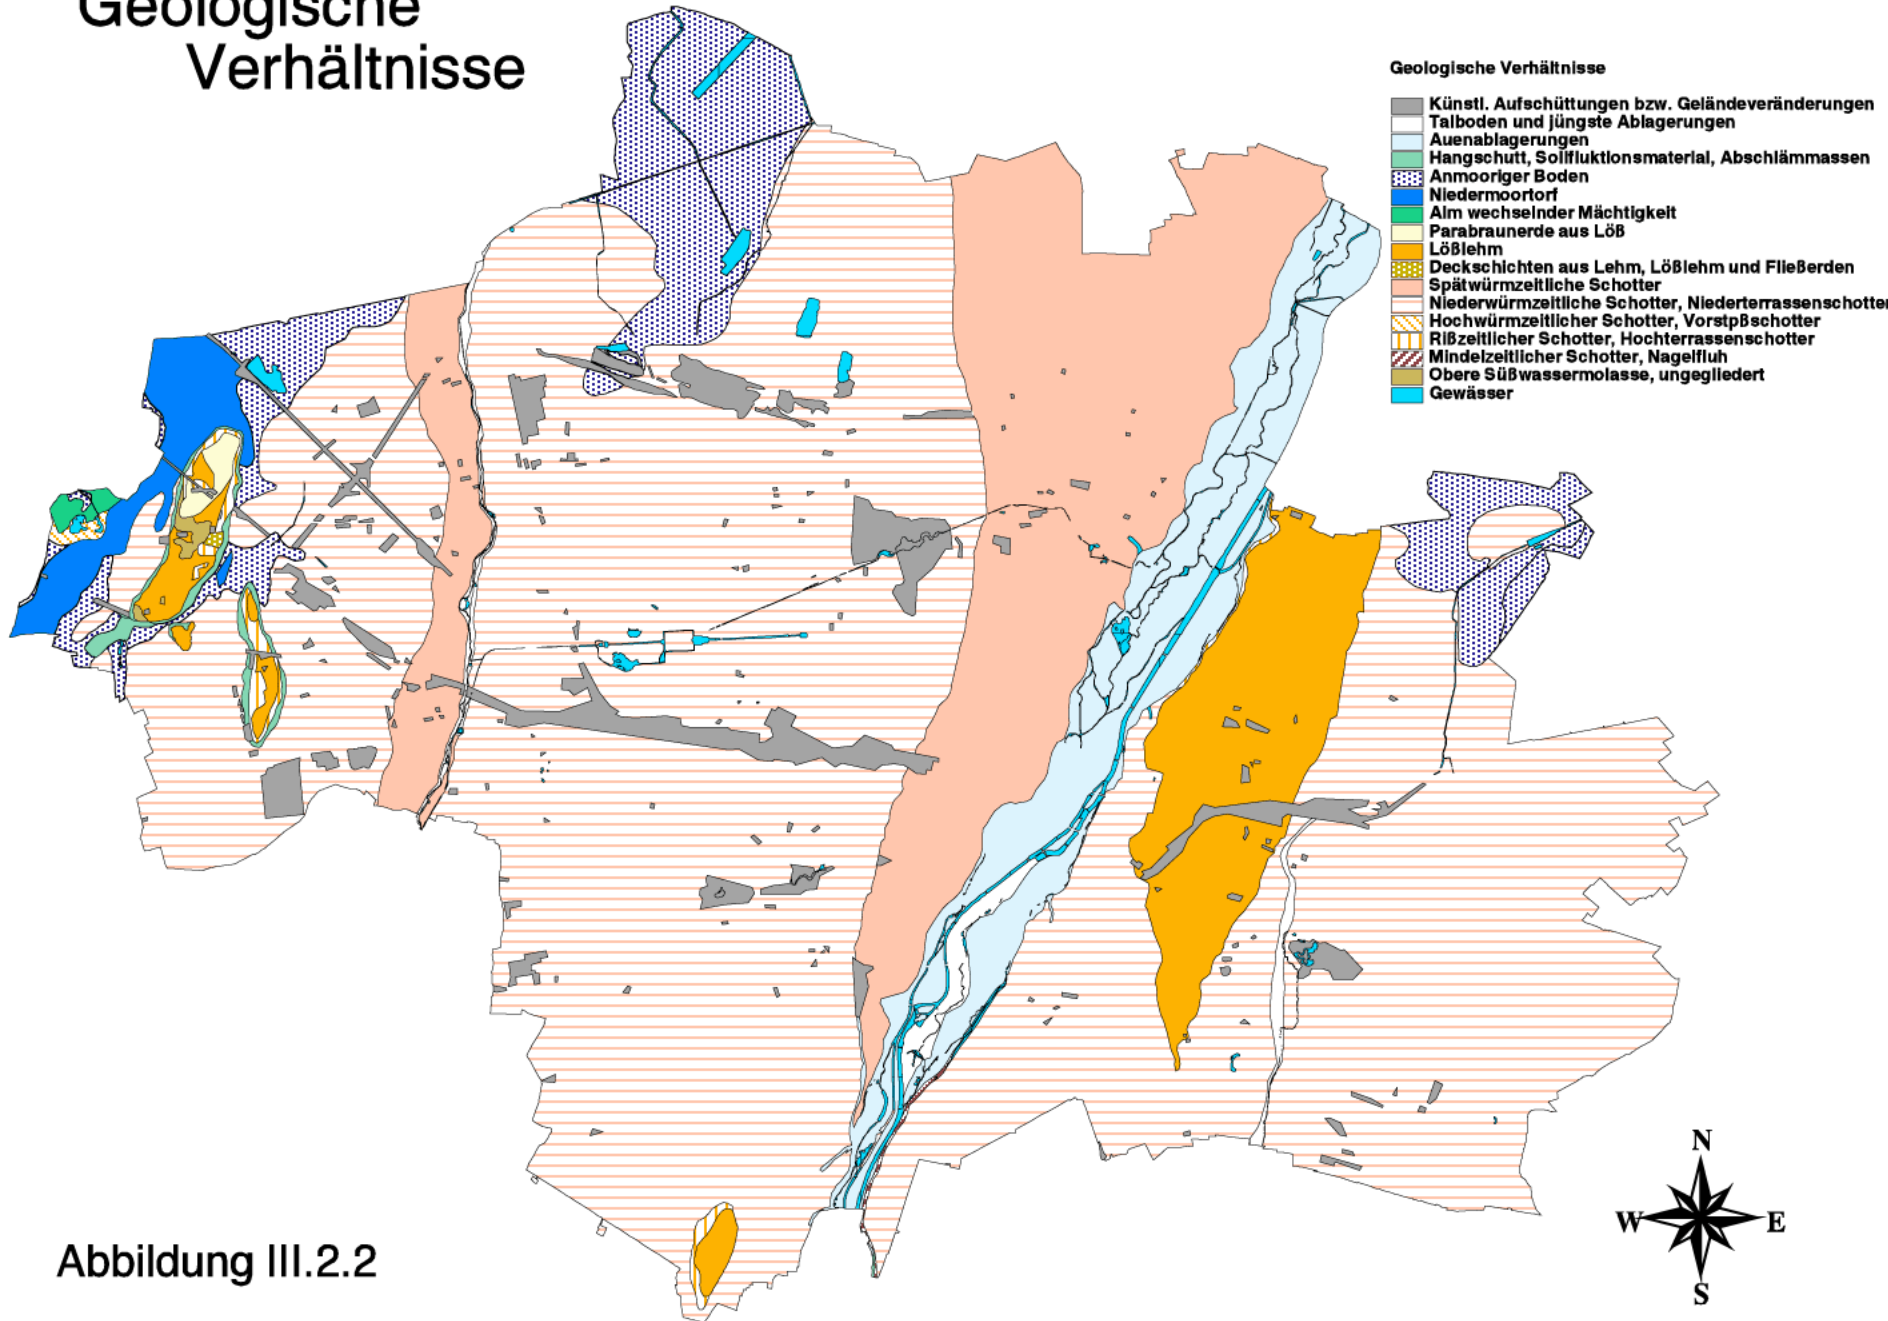 Geologische
Verhältnisse
Geologische Verhältnisse
Künstl. Aufschüttungen bzw. Geländeveränderungen
Talboden und jüngste Ablagerungen
Auenablagerungen
Hangschutt, Solifluktionsmaterial, Abschlämmassen
Anmooriger Boden
Niedermoortorf
Alm wechselnder Mächtigkeit
Parabraunerde aus Löß
Lößlehm
Deckschichten aus Lehm, Lößlehm und Fließerden
Spätwürmzeitliche Schotter
Niederwürmzeitliche Schotter, Niederterrassenschotter
Hochwürmzeitlicher Schotter, Vorstpßschotter
Rißzeitlicher Schotter, Hochterrassenschotter
Mindelzeitlicher Schotter, Nagelfluh
Obere Süßwassermolasse, ungegliedert
Gewässer
N
W E
S
Abbildung III.2.2